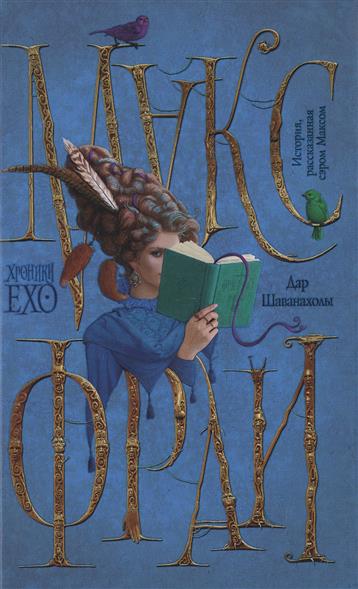 МАКС
История,
рассказанная
сэром Максом
ХРОНИКИ
ЕХО
Дар
Шаванахолы
ФРАЙ